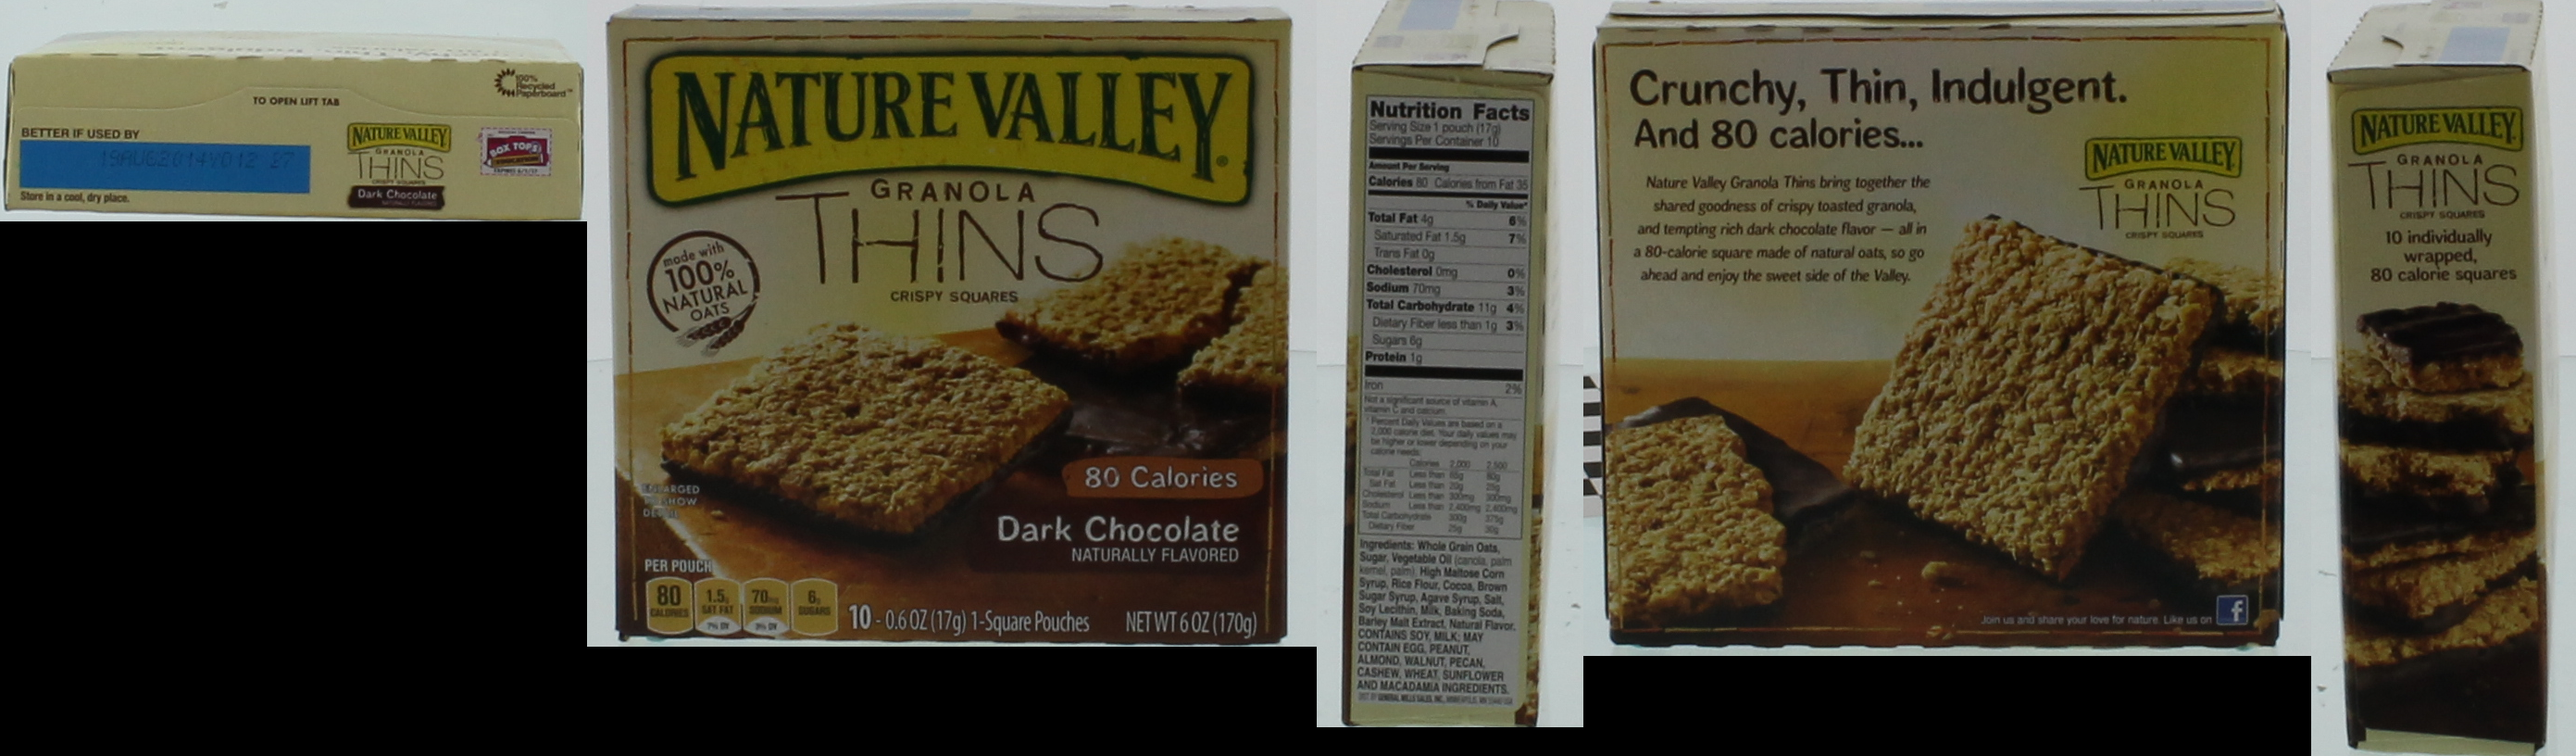 100%
Recycled
Paperboard™
TO OPEN LIFT TAB
BETTER IF USED BY
Store in a cool, dry place.
NATURE VALLEY
GRANOLA
THINS
CRISPY SQUARES
Dark Chocolate
NATURALLY FLAVORED
BOX TOPS
NATURE VALLEY®
GRANOLA
THINS
CRISPY SQUARES
made with
100%
NATURAL
OATS
ENLARGED
TO SHOW
80 Calories
Dark Chocolate
NATURALLY FLAVORED
PER POUCH
80 CALORIES
1.5g SAT FAT 7% DV
70mg SODIUM 3% DV
6g SUGARS
10 - 0.6 OZ (17g) 1-Square Pouches
NET WT 6 OZ (170g)
Nutrition Facts
Serving Size 1 pouch (17g)
Servings Per Container 10
Amount Per Serving
Calories 80 Calories from Fat 35
% Daily Value*
Total Fat 4g 6%
Saturated Fat 1.5g 7%
Trans Fat 0g
Cholesterol 0mg 0%
Sodium 70mg 3%
Total Carbohydrate 11g 4%
Dietary Fiber less than 1g 3%
Sugars 6g
Protein 1g
Iron 2%
Not a significant source of vitamin A,
vitamin C and calcium.
* Percent Daily Values are based on a
2,000 calorie diet. Your daily values may
be higher or lower depending on your
calorie needs:
Calories 2,000 2,500
Total Fat Less than 65g 80g
Sat Fat Less than 20g 25g
Cholesterol Less than 300mg 300mg
Sodium Less than 2,400mg 2,400mg
Total Carbohydrate 300g 375g
Dietary Fiber 25g 30g
Ingredients: Whole Grain Oats,
Sugar, Vegetable Oil (canola, palm
kernel, palm), High Maltose Corn
Syrup, Rice Flour, Cocoa, Brown
Sugar Syrup, Agave Syrup, Salt,
Soy Lecithin, Milk, Baking Soda,
Barley Malt Extract, Natural Flavor.
CONTAINS SOY, MILK; MAY
CONTAIN EGG, PEANUT,
ALMOND, WALNUT, PECAN,
CASHEW, WHEAT, SUNFLOWER
AND MACADAMIA INGREDIENTS.
Crunchy, Thin, Indulgent.
And 80 calories...
Nature Valley Granola Thins bring together the
shared goodness of crispy toasted granola,
and tempting rich dark chocolate flavor — all in
a 80-calorie square made of natural oats, so go
ahead and enjoy the sweet side of the Valley.
NATURE VALLEY
GRANOLA
THINS
CRISPY SQUARES
Join us and share your love for nature. Like us on f
NATURE VALLEY
GRANOLA
THINS
CRISPY SQUARES
10 individually
wrapped,
80 calorie squares